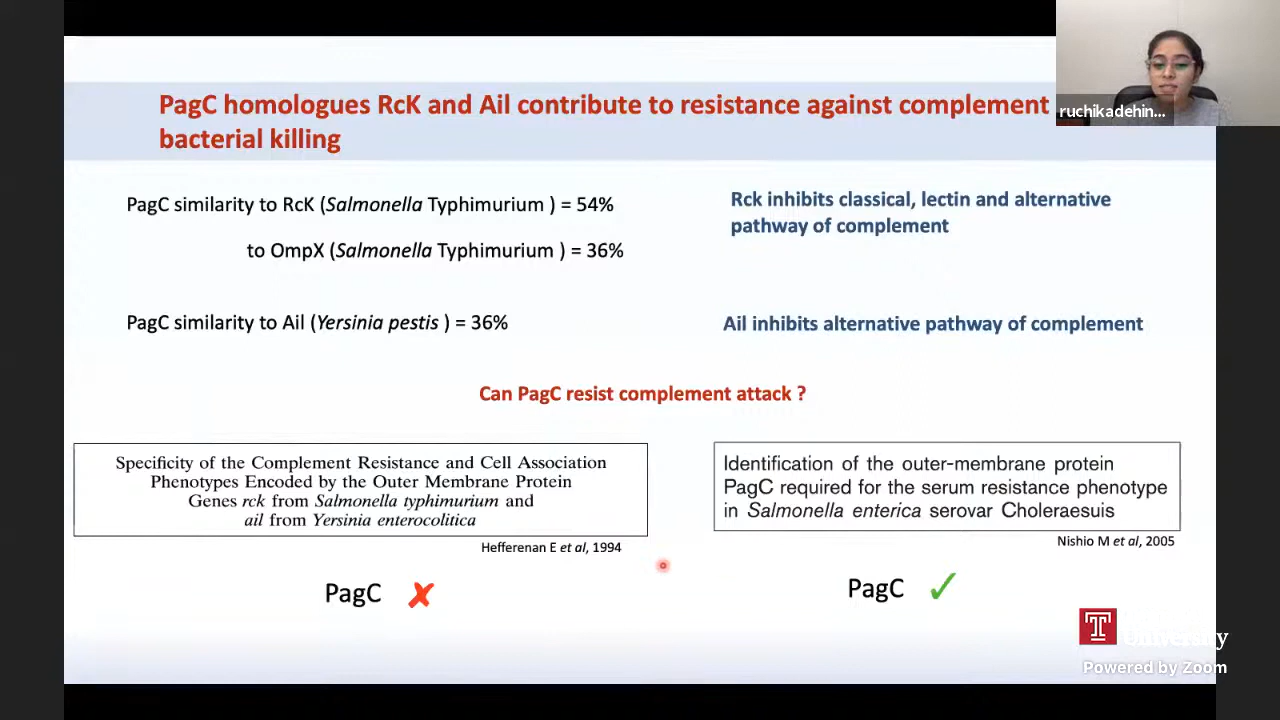 PagC homologues RcK and Ail contribute to resistance against complement
bacterial killing
ruchikadehin...
PagC similarity to RcK (Salmonella Typhimurium ) = 54%
to OmpX (Salmonella Typhimurium ) = 36%
Rck inhibits classical, lectin and alternative
pathway of complement
PagC similarity to Ail (Yersinia pestis ) = 36%
Ail inhibits alternative pathway of complement
Can PagC resist complement attack ?
Specificity of the Complement Resistance and Cell Association
Phenotypes Encoded by the Outer Membrane Protein
Genes rck from Salmonella typhimurium and
ail from Yersinia enterocolitica
Hefferenan E et al, 1994
PagC ✘
Identification of the outer-membrane protein
PagC required for the serum resistance phenotype
in Salmonella enterica serovar Choleraesuis
Nishio M et al, 2005
PagC ✓
University
Powered by Zoom